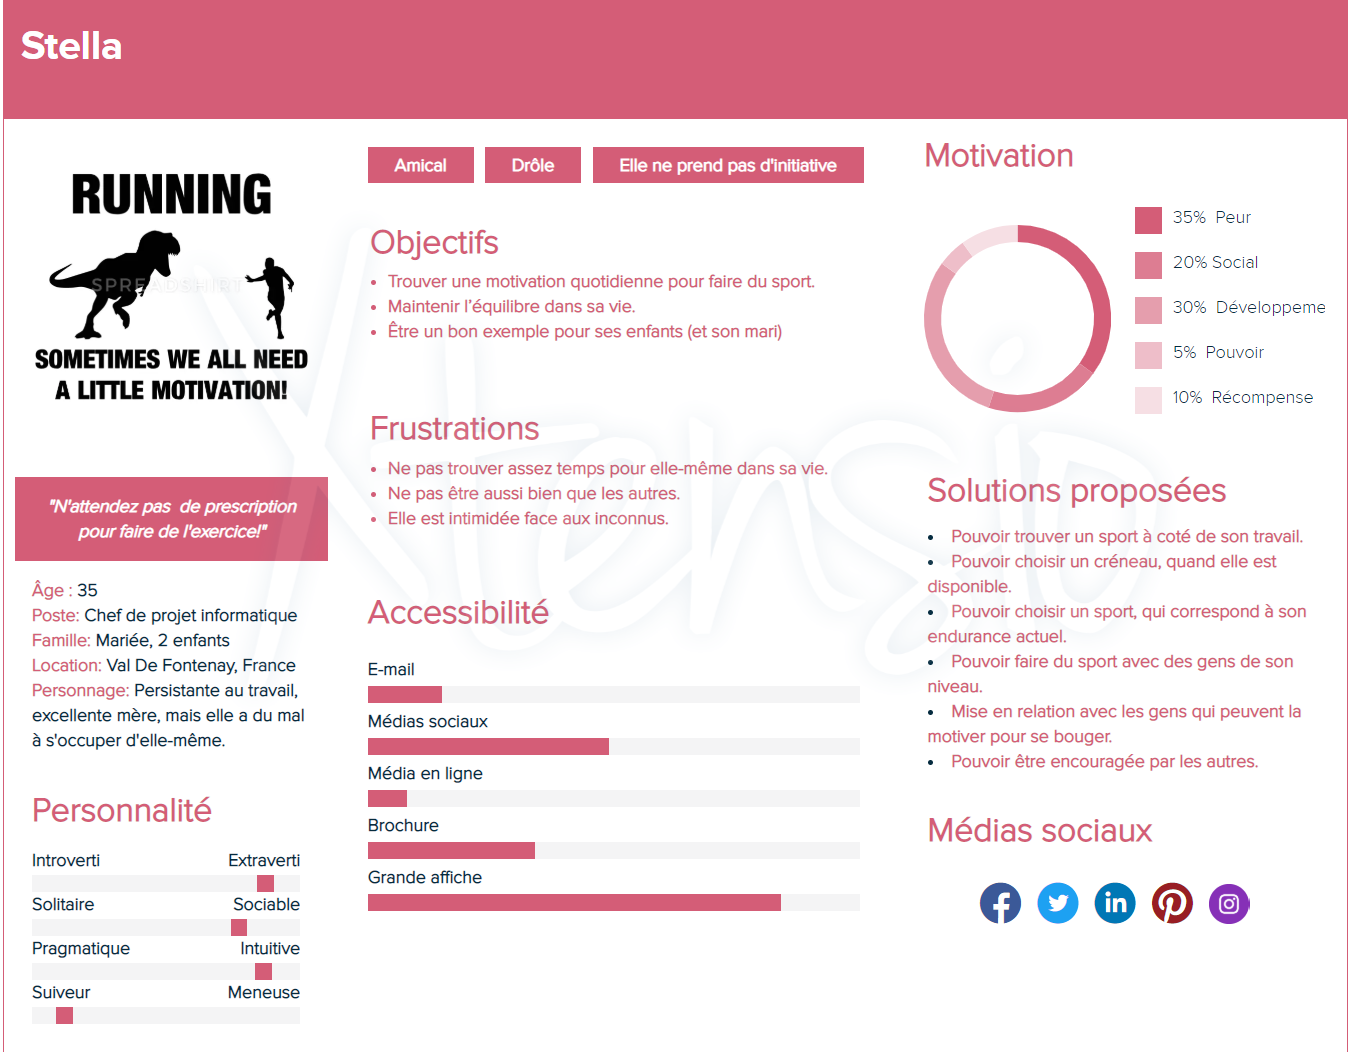 Stella
RUNNING
SPREADSHIRT
SOMETIMES WE ALL NEED
A LITTLE MOTIVATION!
"N'attendez pas de prescription
pour faire de l'exercice!"
Âge : 35
Poste: Chef de projet informatique
Famille: Mariée, 2 enfants
Location: Val De Fontenay, France
Personnage: Persistante au travail,
excellente mère, mais elle a du mal
à s'occuper d'elle-même.
Personnalité
Introverti Extraverti
Solitaire Sociable
Pragmatique Intuitive
Suiveur Meneuse
Amical Drôle Elle ne prend pas d'initiative
Objectifs
• Trouver une motivation quotidienne pour faire du sport.
• Maintenir l'équilibre dans sa vie.
• Être un bon exemple pour ses enfants (et son mari)
Frustrations
• Ne pas trouver assez temps pour elle-même dans sa vie.
• Ne pas être aussi bien que les autres.
• Elle est intimidée face aux inconnus.
Accessibilité
E-mail
Médias sociaux
Média en ligne
Brochure
Grande affiche
Motivation
35% Peur
20% Social
30% Développeme
5% Pouvoir
10% Récompense
Solutions proposées
• Pouvoir trouver un sport à coté de son travail.
• Pouvoir choisir un créneau, quand elle est
disponible.
• Pouvoir choisir un sport, qui correspond à son
endurance actuel.
• Pouvoir faire du sport avec des gens de son
niveau.
• Mise en relation avec les gens qui peuvent la
motiver pour se bouger.
• Pouvoir être encouragée par les autres.
Médias sociaux
Xtensio